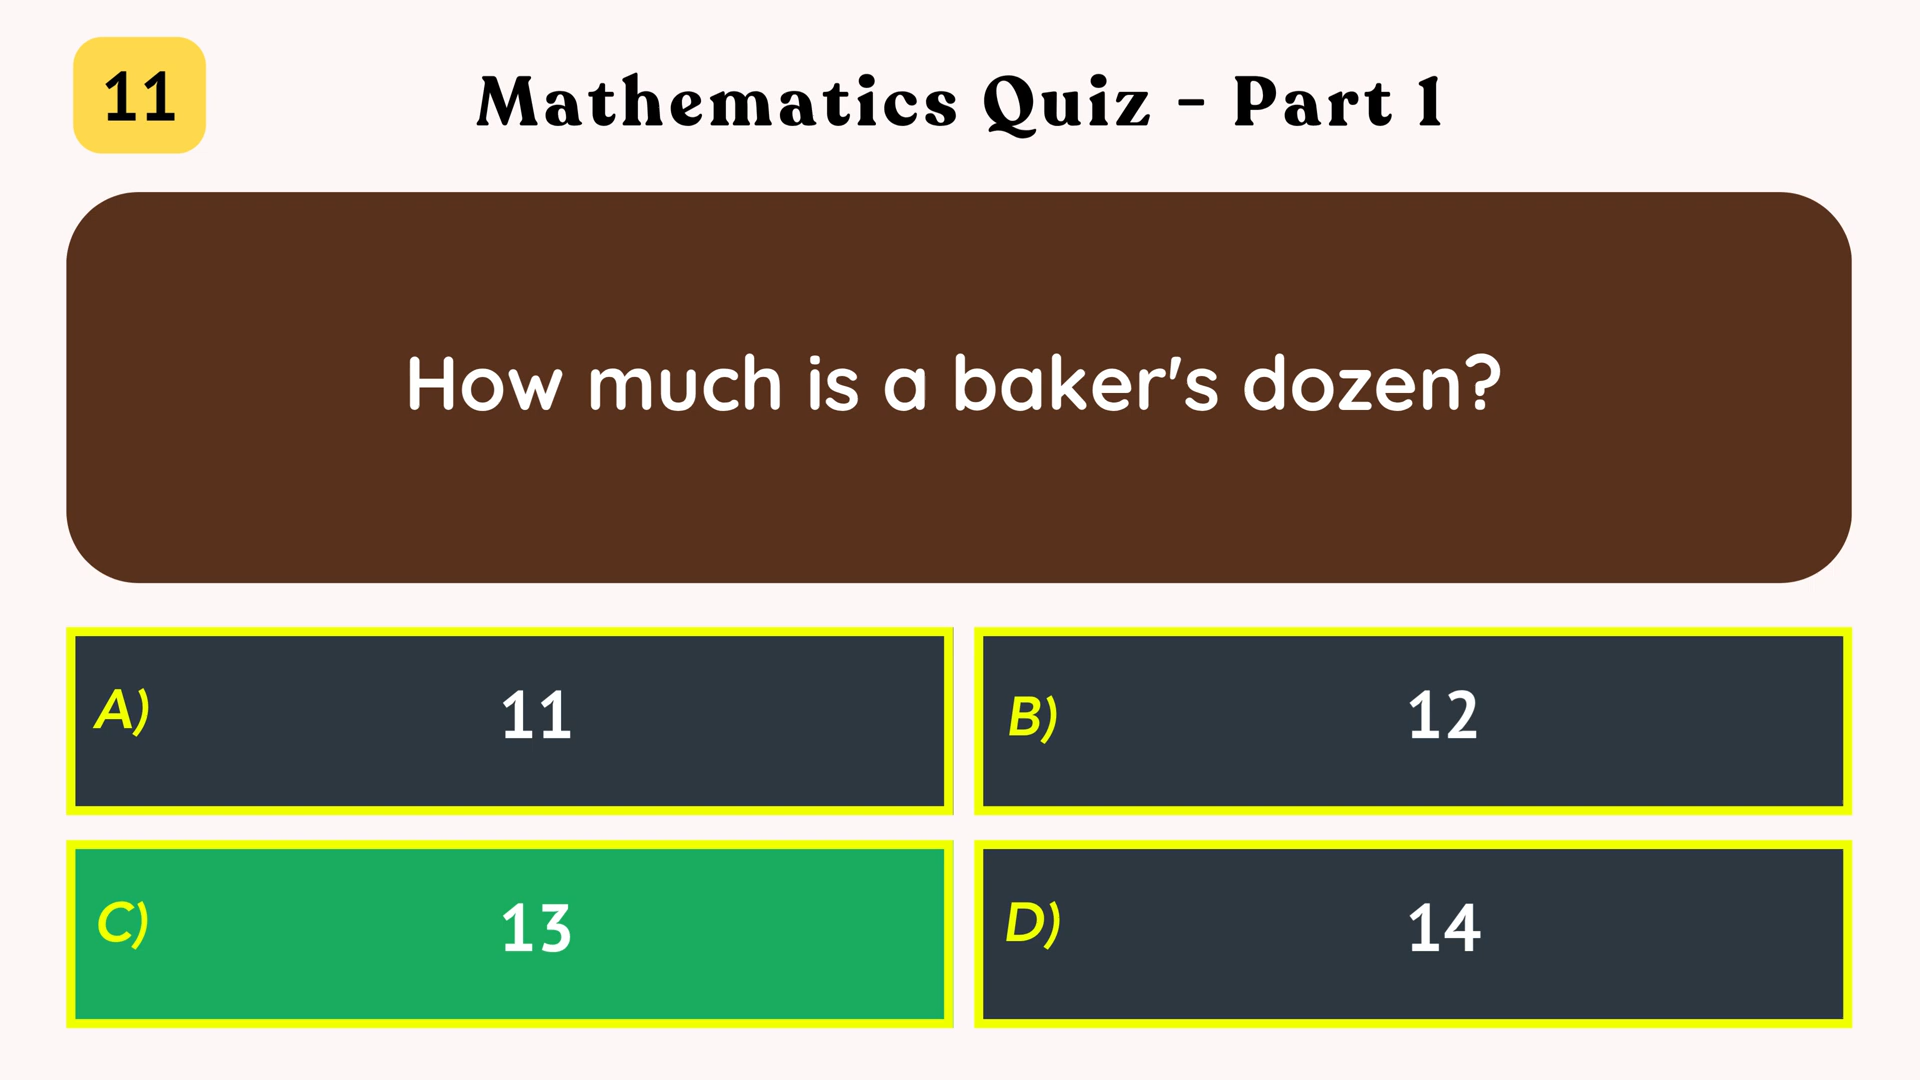 11
Mathematics Quiz - Part 1
How much is a baker's dozen?
A) 11
B) 12
C) 13
D) 14